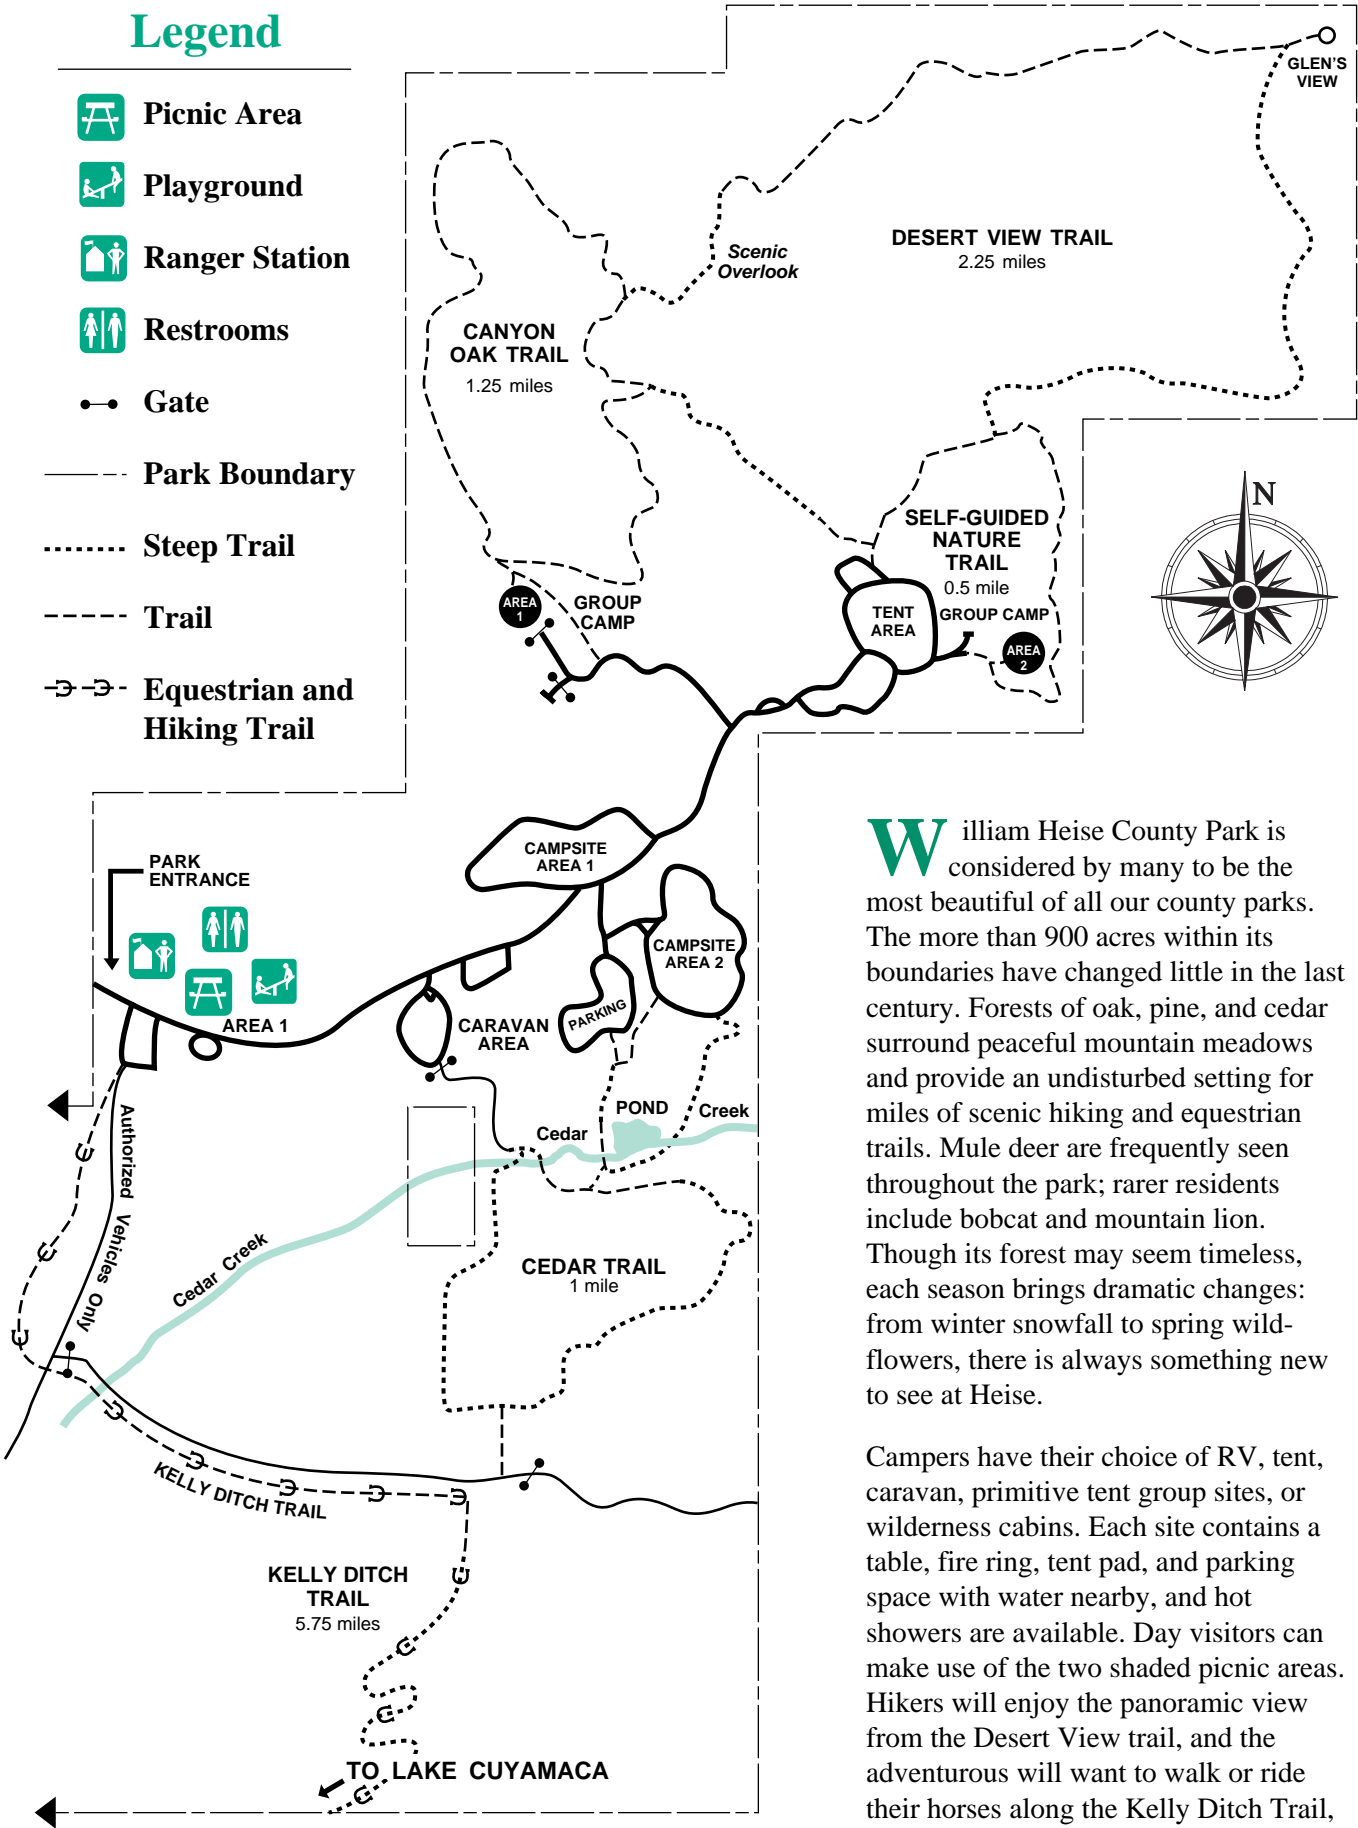 Legend
Picnic Area
Playground
Ranger Station
Restrooms
Gate
Park Boundary
Steep Trail
Trail
Equestrian and
Hiking Trail
GLEN'S
VIEW
DESERT VIEW TRAIL
2.25 miles
Scenic
Overlook
CANYON
OAK TRAIL
1.25 miles
N
SELF-GUIDED
NATURE
TRAIL
0.5 mile
GROUP CAMP
AREA
2
TENT
AREA
AREA
1
GROUP
CAMP
CAMPSITE
AREA 1
PARK
ENTRANCE
CAMPSITE
AREA 2
PARKING
AREA 1
CARAVAN
AREA
POND
Creek
Cedar
Authorized Vehicles Only
Cedar Creek
CEDAR TRAIL
1 mile
KELLY DITCH TRAIL
KELLY DITCH
TRAIL
5.75 miles
TO LAKE CUYAMACA
William Heise County Park is
considered by many to be the
most beautiful of all our county parks.
The more than 900 acres within its
boundaries have changed little in the last
century. Forests of oak, pine, and cedar
surround peaceful mountain meadows
and provide an undisturbed setting for
miles of scenic hiking and equestrian
trails. Mule deer are frequently seen
throughout the park; rarer residents
include bobcat and mountain lion.
Though its forest may seem timeless,
each season brings dramatic changes:
from winter snowfall to spring wild-
flowers, there is always something new
to see at Heise.
Campers have their choice of RV, tent,
caravan, primitive tent group sites, or
wilderness cabins. Each site contains a
table, fire ring, tent pad, and parking
space with water nearby, and hot
showers are available. Day visitors can
make use of the two shaded picnic areas.
Hikers will enjoy the panoramic view
from the Desert View trail, and the
adventurous will want to walk or ride
their horses along the Kelly Ditch Trail,